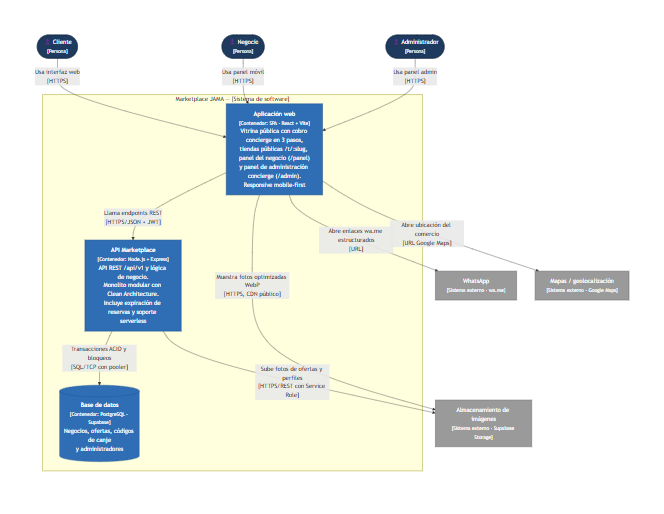 Cliente
[Persona]
Negocio
[Persona]
Administrador
[Persona]
Usa interfaz web
[HTTPS]
Usa panel móvil
[HTTPS]
Usa panel admin
[HTTPS]
Marketplace JAMA — [Sistema de software]
Aplicación web
[Contenedor: SPA - React + Vite]
Vitrina pública con cobro
concierge en 3 pasos,
tiendas públicas /t/:slug,
panel del negocio (/panel)
y panel de administración
concierge (/admin).
Responsive mobile-first
Llama endpoints REST
[HTTPS/JSON + JWT]
Abre enlaces wa.me
estructurados
[URL]
Abre ubicación del
comercio
[URL Google Maps]
API Marketplace
[Contenedor: Node.js + Express]
API REST /api/v1 y lógica
de negocio.
Monolito modular con
Clean Architecture.
Incluye expiración de
reservas y soporte
serverless
Muestra fotos optimizadas
WebP
[HTTPS, CDN público]
WhatsApp
[Sistema externo - wa.me]
Mapas / geolocalización
[Sistema externo - Google Maps]
Transacciones ACID y
bloqueos
[SQL/TCP con pooler]
Sube fotos de ofertas y
perfiles
[HTTPS/REST con Service
Role]
Base de datos
[Contenedor: PostgreSQL -
Supabase]
Negocios, ofertas, códigos
de canje
y administradores
Almacenamiento de
imágenes
[Sistema externo - Supabase
Storage]